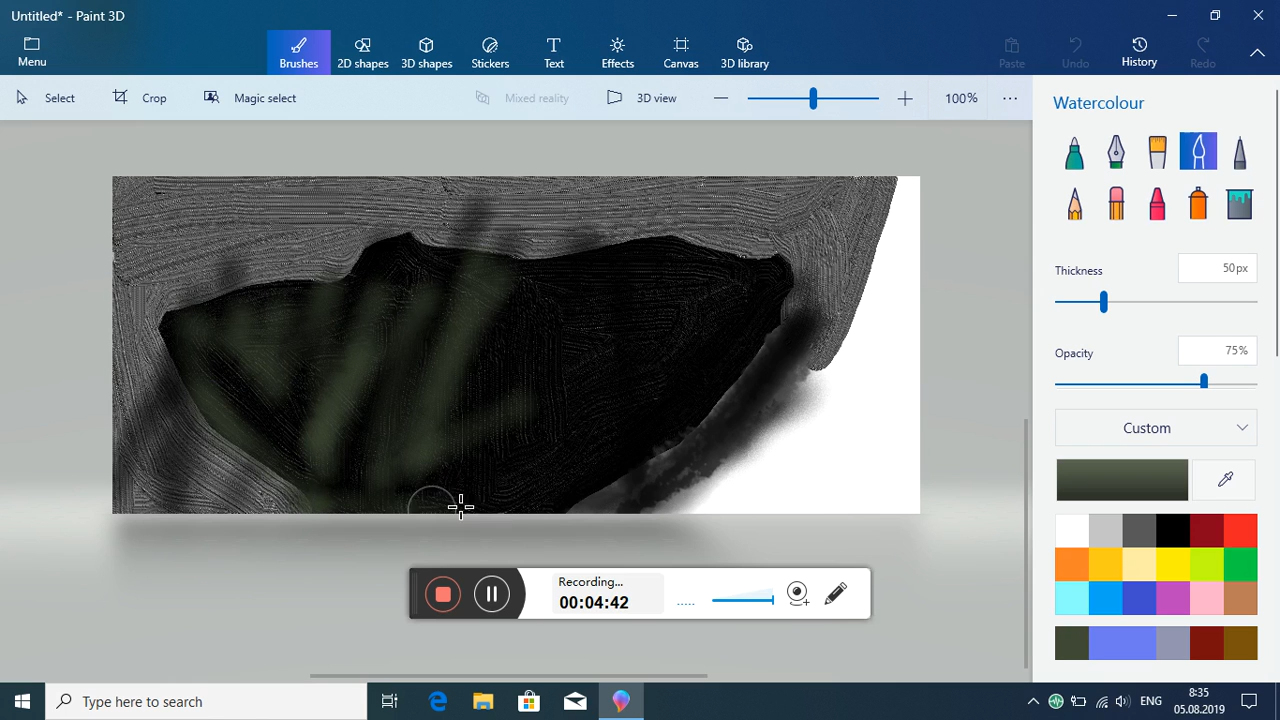 Untitled* - Paint 3D
Menu
Brushes
2D shapes
3D shapes
Stickers
Text
Effects
Canvas
3D library
Paste
Undo
History
Redo
Select
Crop
Magic select
Mixed reality
3D view
100%
Watercolour
Thickness
50px
Opacity
75%
Custom
Recording...
00:04:42
Type here to search
ENG
8:35
05.08.2019